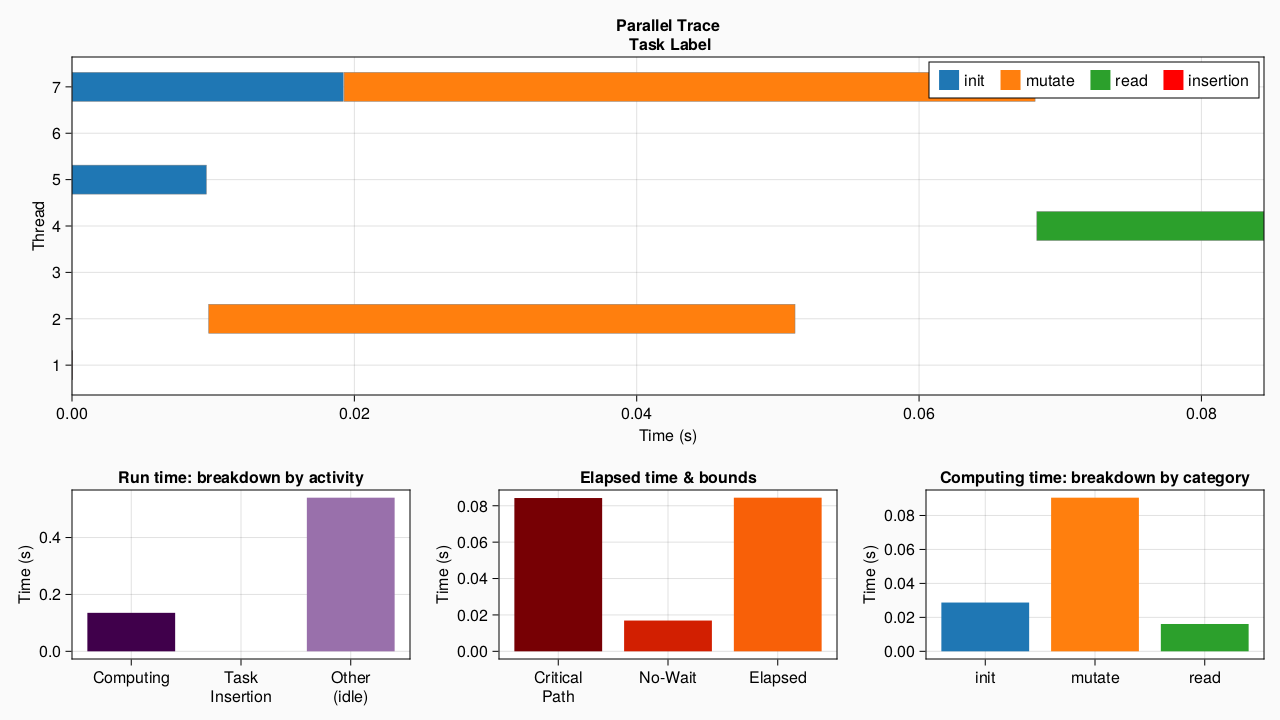 Parallel Trace
Task Label
init mutate read insertion
Thread
7
6
5
4
3
2
1
0.00 0.02 0.04 0.06 0.08
Time (s)
Run time: breakdown by activity
Time (s)
0.4
0.2
0.0
Computing Task Insertion Other (idle)
Elapsed time & bounds
Time (s)
0.08
0.06
0.04
0.02
0.00
Critical Path No-Wait Elapsed
Computing time: breakdown by category
Time (s)
0.08
0.06
0.04
0.02
0.00
init mutate read